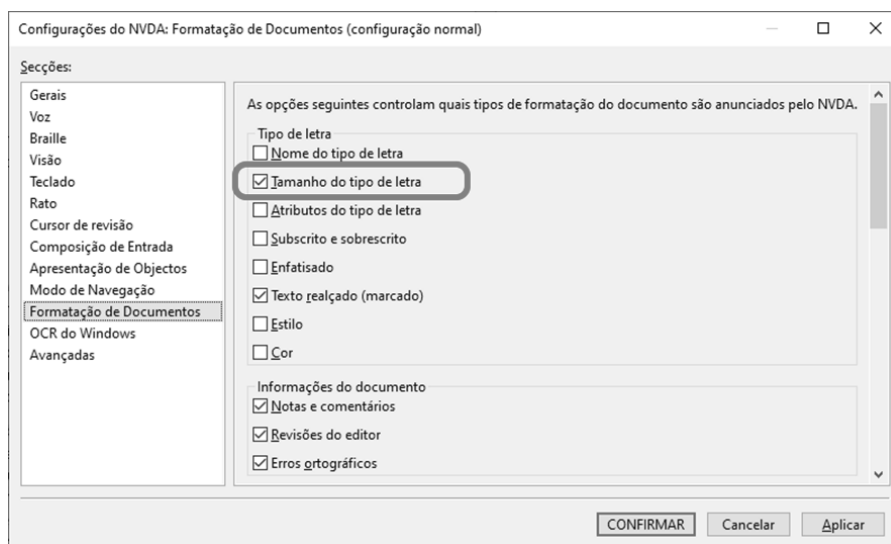 Configurações do NVDA: Formatação de Documentos (configuração normal)
Secções:
Gerais
Voz
Braille
Visão
Teclado
Rato
Cursor de revisão
Composição de Entrada
Apresentação de Objectos
Modo de Navegação
Formatação de Documentos
OCR do Windows
Avançadas
As opções seguintes controlam quais tipos de formatação do documento são anunciados pelo NVDA.
Tipo de letra
Nome do tipo de letra
Tamanho do tipo de letra
Atributos do tipo de letra
Subscrito e sobrescrito
Enfatisado
Texto realçado (marcado)
Estilo
Cor
Informações do documento
Notas e comentários
Revisões do editor
Erros ortográficos
CONFIRMAR
Cancelar
Aplicar